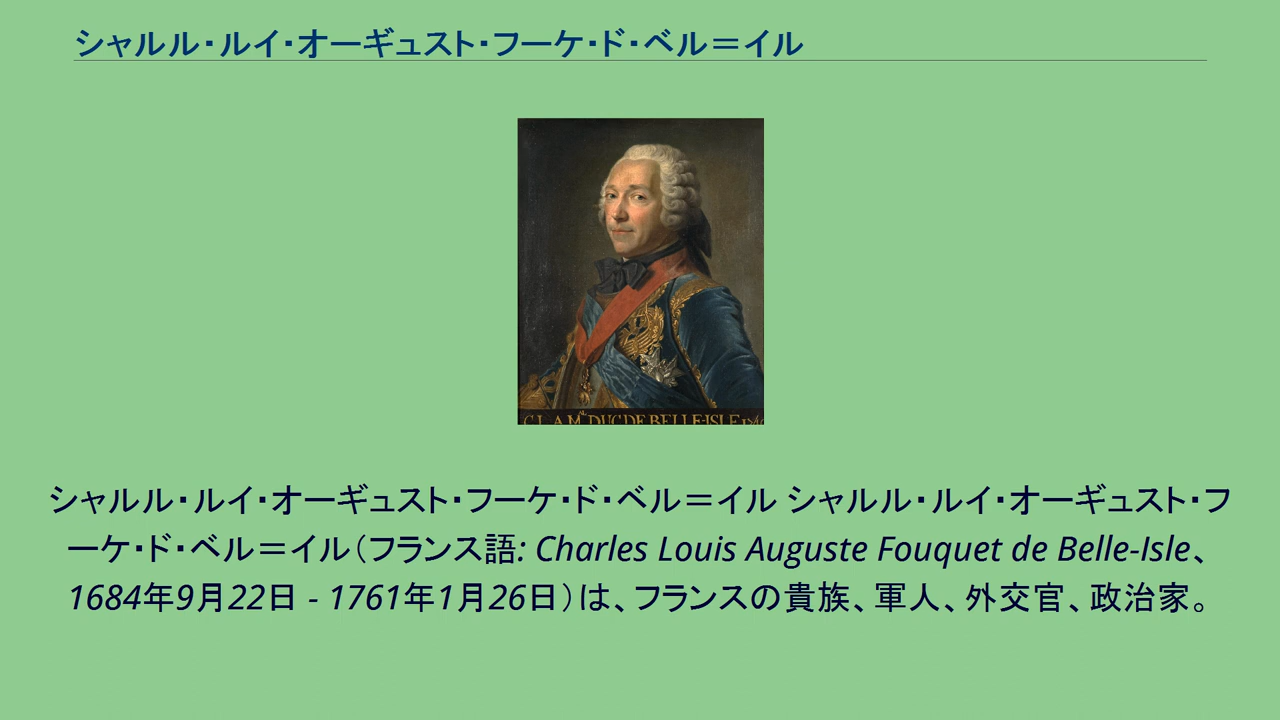 シャルル・ルイ・オーギュスト・フーケ・ド・ベル＝イル
C.L.A.M.AL DUC DE BELLE-ISLE
シャルル・ルイ・オーギュスト・フーケ・ド・ベル＝イル シャルル・ルイ・オーギュスト・フ
ーケ・ド・ベル＝イル（フランス語: Charles Louis Auguste Fouquet de Belle-Isle、
1684年9月22日 - 1761年1月26日）は、フランスの貴族、軍人、外交官、政治家。